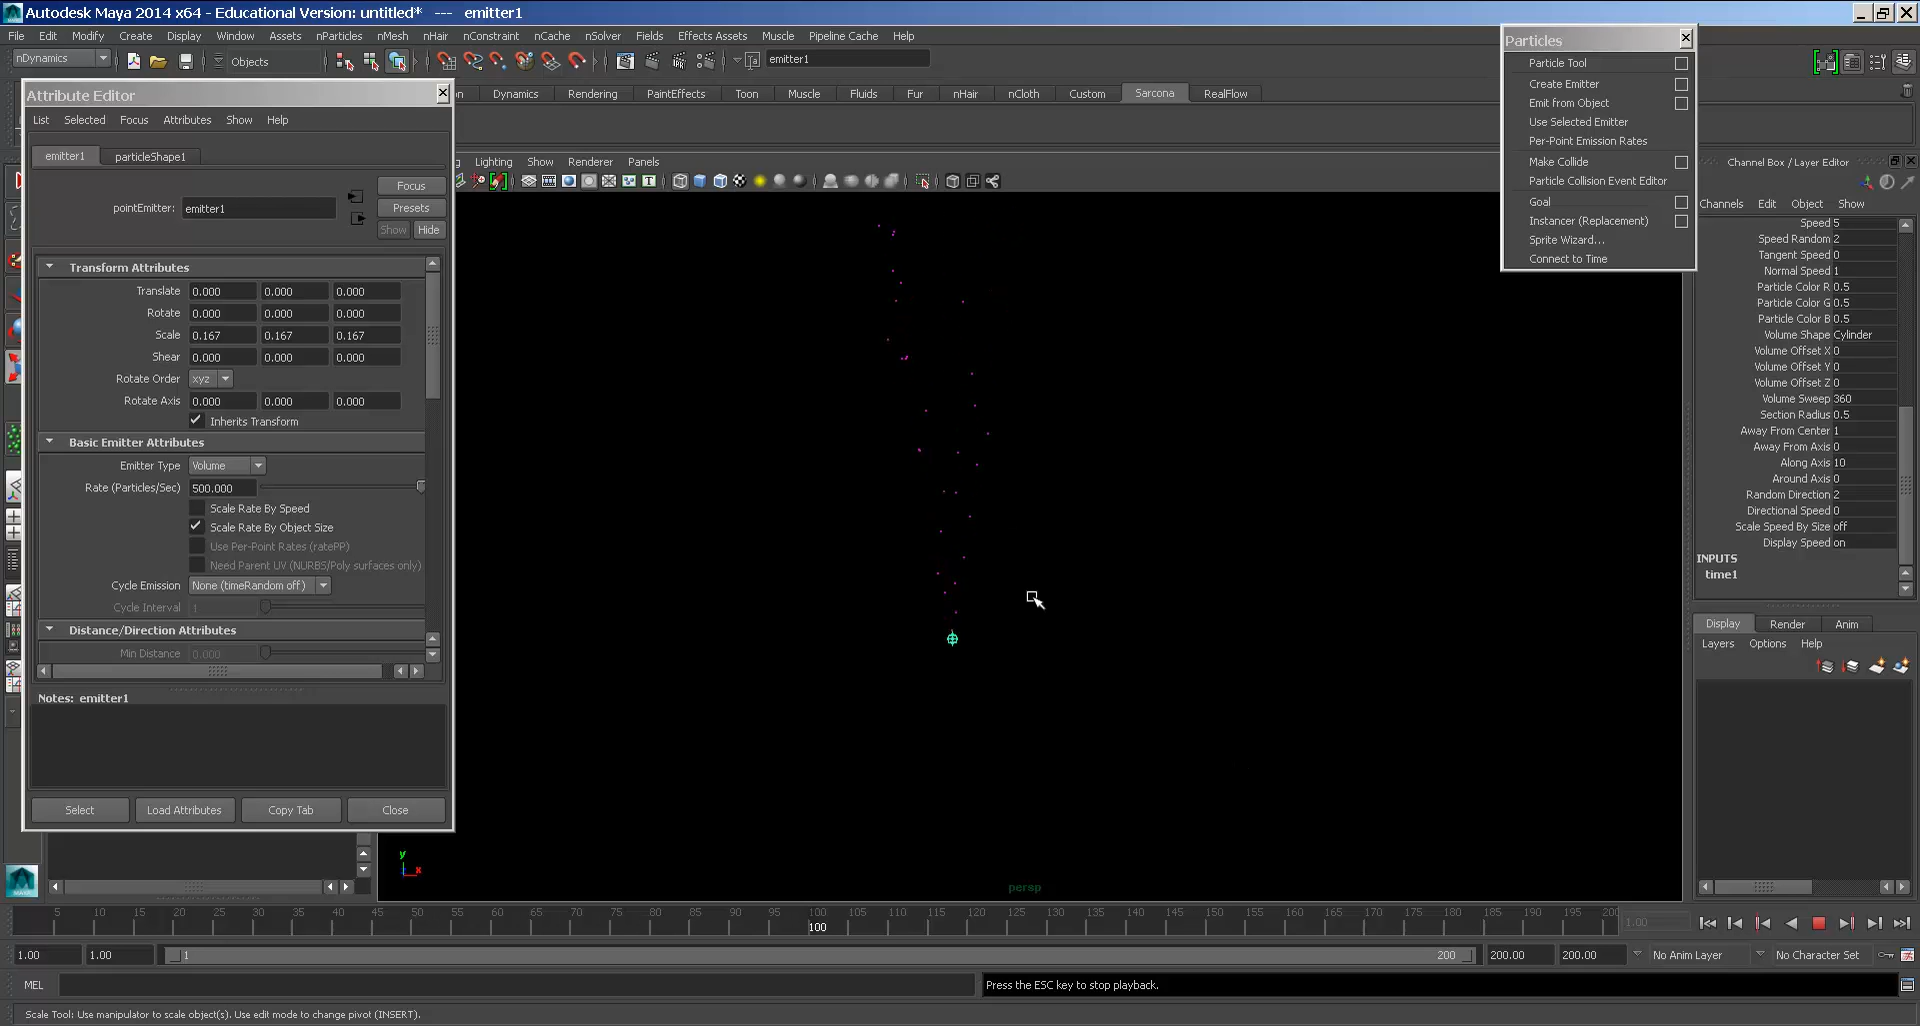 Autodesk Maya 2014 x64 - Educational Version: untitled*   ---   emitter1
File Edit Modify Create Display Window Assets nParticles nMesh nHair nConstraint nCache nSolver Fields Effects Assets Muscle Pipeline Cache Help
nDynamics Objects emitter1
Particles
Particle Tool
Create Emitter
Emit from Object
Use Selected Emitter
Per-Point Emission Rates
Make Collide
Particle Collision Event Editor
Goal
Instancer (Replacement)
Sprite Wizard...
Connect to Time
Dynamics Rendering PaintEffects Toon Muscle Fluids Fur nHair nCloth Custom Sarcona RealFlow
Lighting Show Renderer Panels
Attribute Editor
List Selected Focus Attributes Show Help
emitter1 particleShape1
pointEmitter: emitter1
Focus
Presets
Show Hide
Transform Attributes
Translate 0.000 0.000 0.000
Rotate 0.000 0.000 0.000
Scale 0.167 0.167 0.167
Shear 0.000 0.000 0.000
Rotate Order xyz
Rotate Axis 0.000 0.000 0.000
Inherits Transform
Basic Emitter Attributes
Emitter Type Volume
Rate (Particles/Sec) 500.000
Scale Rate By Speed
Scale Rate By Object Size
Use Per-Point Rates (ratePP)
Need Parent UV (NURBS/Poly surfaces only)
Cycle Emission None (timeRandom off)
Cycle Interval 1
Distance/Direction Attributes
Min Distance 0.000
Notes: emitter1
Select Load Attributes Copy Tab Close
y
x
persp
Channel Box / Layer Editor
Channels Edit Object Show
Speed 5
Speed Random 2
Tangent Speed 0
Normal Speed 1
Particle Color R 0.5
Particle Color G 0.5
Particle Color B 0.5
Volume Shape Cylinder
Volume Offset X 0
Volume Offset Y 0
Volume Offset Z 0
Volume Sweep 360
Section Radius 0.5
Away From Center 1
Away From Axis 0
Along Axis 10
Around Axis 0
Random Direction 2
Directional Speed 0
Scale Speed By Size off
Display Speed on
INPUTS
time1
Display Render Anim
Layers Options Help
5 10 15 20 25 30 35 40 45 50 55 60 65 70 75 80 85 90 95 100 105 110 115 120 125 130 135 140 145 150 155 160 165 170 175 180 185 190 195 200
100
1.00
1.00 1.00 1 200 200.00 200.00 No Anim Layer No Character Set
MEL Press the ESC key to stop playback.
Scale Tool: Use manipulator to scale object(s). Use edit mode to change pivot (INSERT).